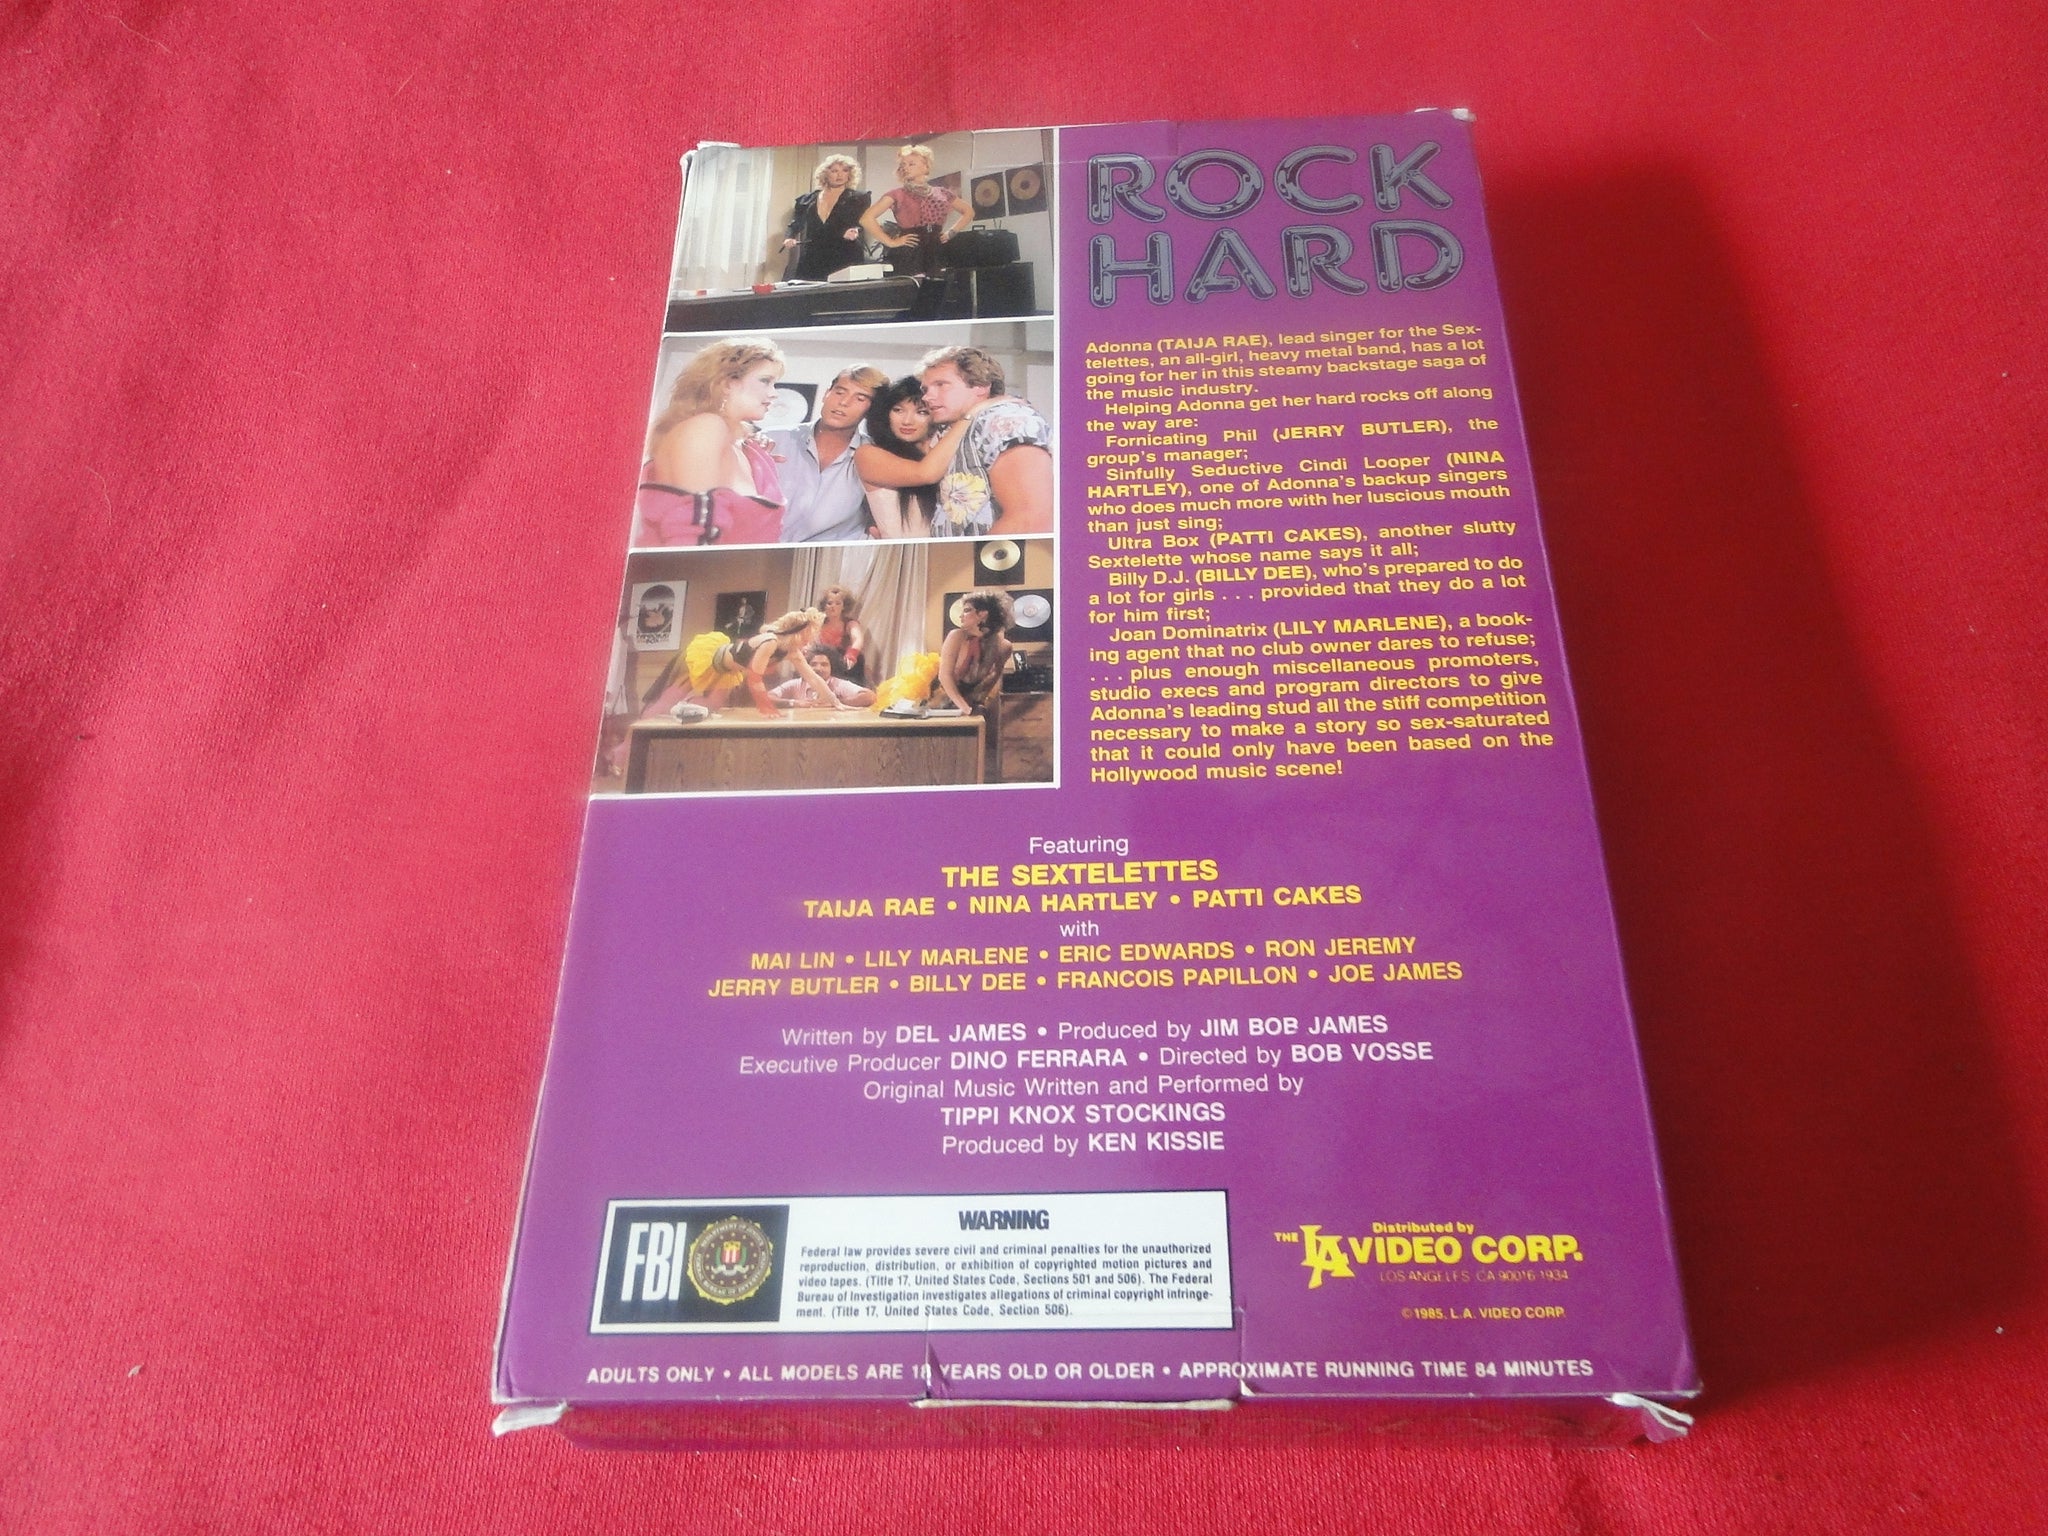 ROCK
HARD
Adonna (TAIJA RAE), lead singer for the Sex-
telettes, an all-girl, heavy metal band, has a lot
going for her in this steamy backstage saga of
the music industry.
Helping Adonna get her hard rocks off along
the way are:
Fornicating Phil (JERRY BUTLER), the
group's manager;
Sinfully Seductive Cindi Looper (NINA
HARTLEY), one of Adonna's backup singers
who does much more with her luscious mouth
than just sing;
Ultra Box (PATTI CAKES), another slutty
Sextelette whose name says it all;
Billy D.J. (BILLY DEE), who's prepared to do
a lot for girls . . . provided that they do a lot
for him first;
Joan Dominatrix (LILY MARLENE), a book-
ing agent that no club owner dares to refuse;
. . . plus enough miscellaneous promoters,
studio execs and program directors to give
Adonna's leading stud all the stiff competition
necessary to make a story so sex-saturated
that it could only have been based on the
Hollywood music scene!
Featuring
THE SEXTELETTES
TAIJA RAE • NINA HARTLEY • PATTI CAKES
with
MAI LIN • LILY MARLENE • ERIC EDWARDS • RON JEREMY
JERRY BUTLER • BILLY DEE • FRANCOIS PAPILLON • JOE JAMES
Written by DEL JAMES • Produced by JIM BOB JAMES
Executive Producer DINO FERRARA • Directed by BOB VOSSE
Original Music Written and Performed by
TIPPI KNOX STOCKINGS
Produced by KEN KISSIE
FBI
WARNING
Federal law provides severe civil and criminal penalties for the unauthorized
reproduction, distribution, or exhibition of copyrighted motion pictures and
video tapes. (Title 17, United States Code, Sections 501 and 506). The Federal
Bureau of Investigation investigates allegations of criminal copyright infringe-
ment. (Title 17, United States Code, Section 506).
Distributed by
THE LA VIDEO CORP.
LOS ANGELES CA 90016 1934
©1985, L.A. VIDEO CORP.
ADULTS ONLY • ALL MODELS ARE 18 YEARS OLD OR OLDER • APPROXIMATE RUNNING TIME 84 MINUTES